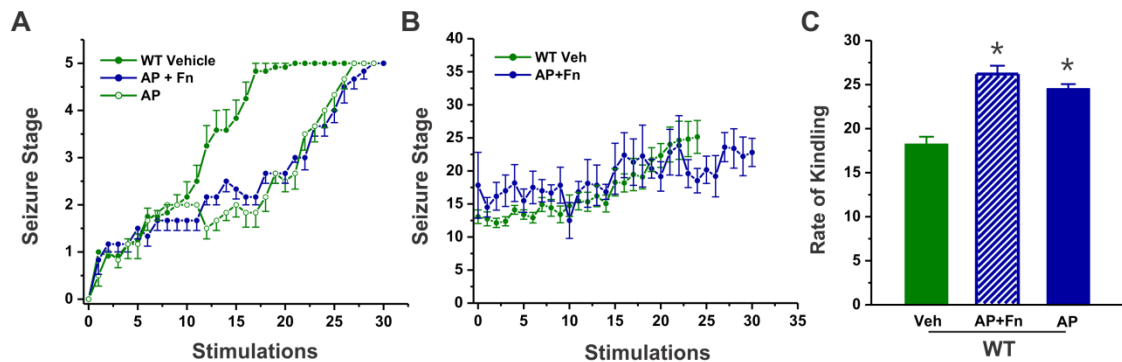 A
WT Vehicle
AP + Fn
AP
5
4
3
2
1
0
Seizure Stage
0 5 10 15 20 25 30
Stimulations
B
WT Veh
AP+Fn
40
35
30
25
20
15
10
5
0
Seizure Stage
0 5 10 15 20 25 30 35
Stimulations
C
30
25
20
15
10
5
0
Rate of Kindling
* *
Veh AP+Fn AP
WT